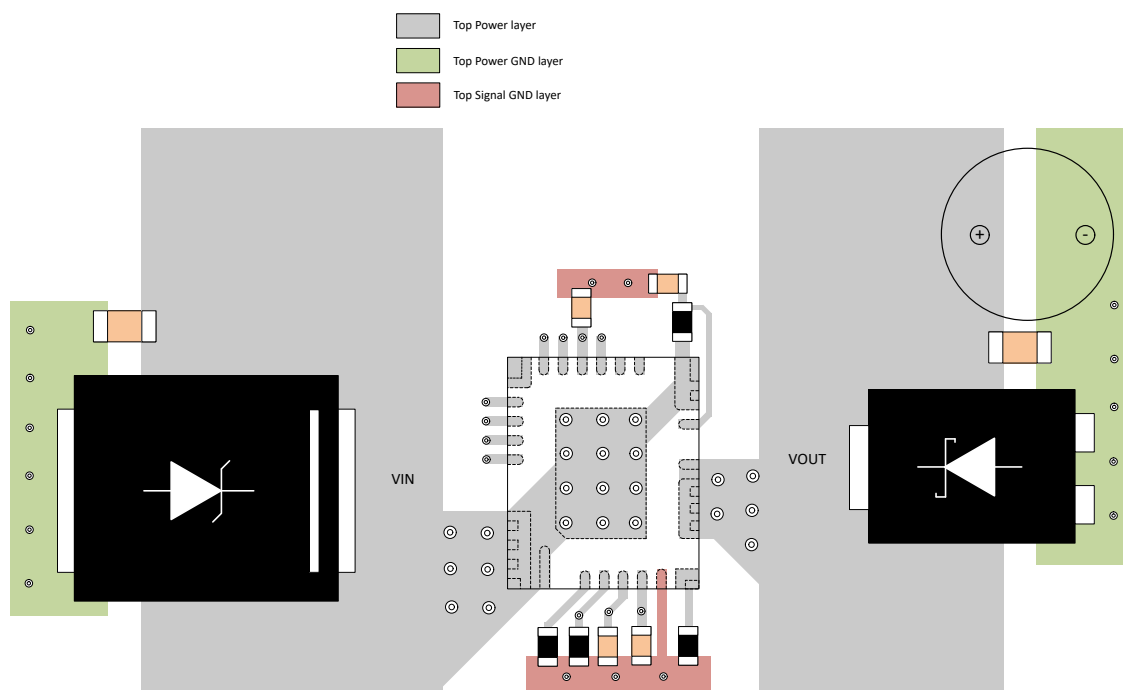 Top Power layer
Top Power GND layer
Top Signal GND layer
+
-
VIN
VOUT